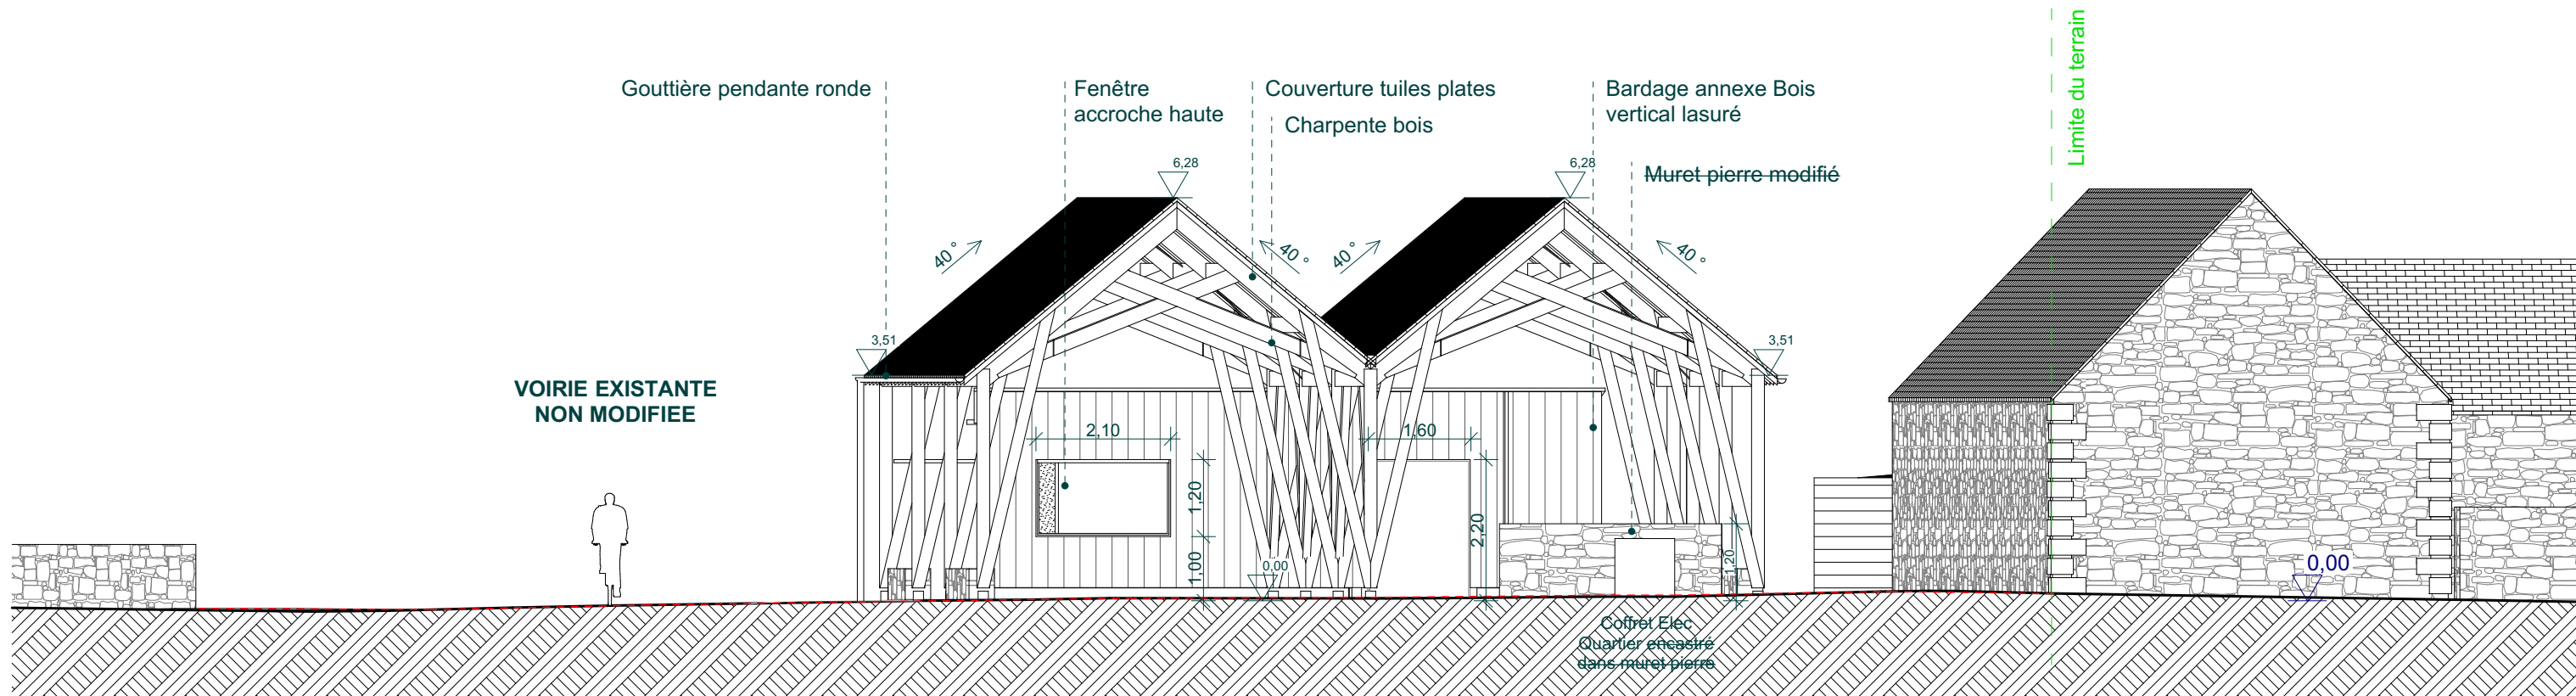 Limite du terrain
Gouttière pendante ronde
Fenêtre
accroche haute
Couverture tuiles plates
Charpente bois
Bardage annexe Bois
vertical lasuré
Muret pierre modifié
6,28
6,28
40 °
40 °
40 °
40 °
3,51
3,51
VOIRIE EXISTANTE
NON MODIFIEE
2,10
1,60
1,20
2,20
1,00
1,20
0,00
0,00
Coffret Elec
Quartier encastré
dans muret pierre